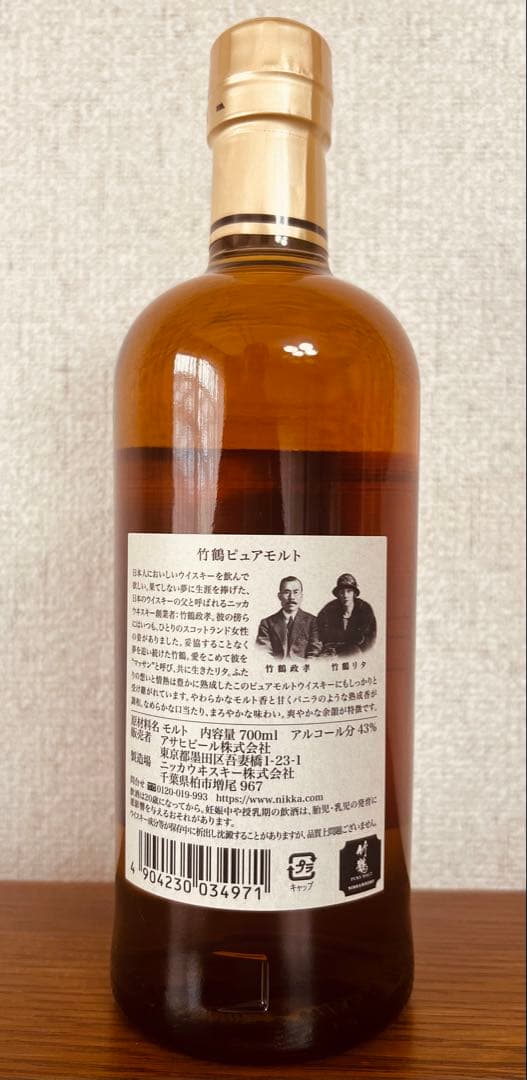 竹鶴ピュアモルト
日本人においしいウイスキーを飲んで
欲しい。果てしない夢に生涯を捧げた、
日本のウイスキーの父と呼ばれるニッカ
ウヰスキー創業者：竹鶴政孝。彼の傍ら
にはいつも、ひとりのスコットランド女性
の姿がありました。妥協することなく
夢を追い続けた竹鶴。愛をこめて彼を
"マッサン"と呼び、共に生きたリタ。ふた
りの想いと情熱は豊かに熟成したこのピュアモルトウイスキーにもしっかりと
受け継がれています。やわらかなモルト香と甘くバニラのような熟成香が
調和。なめらかな口当たり、まろやかな味わい。爽やかな余韻が特徴です。
竹鶴政孝 竹鶴リタ
原材料名 モルト 内容量 700ml アルコール分 43%
販売者 アサヒビール株式会社
東京都墨田区吾妻橋1-23-1
製造場 ニッカウヰスキー株式会社
千葉県柏市増尾 967
問合せ 0120-019-993 https://www.nikka.com
飲酒は20歳になってから。妊娠中や授乳期の飲酒は、胎児・乳児の発育に
悪影響を与えるおそれがあります。
ウイスキー成分等が保存中に析出し沈澱することがありますが、品質上問題ございません。
4 904230 034971
プラ
キャップ
竹鶴
PURE MALT